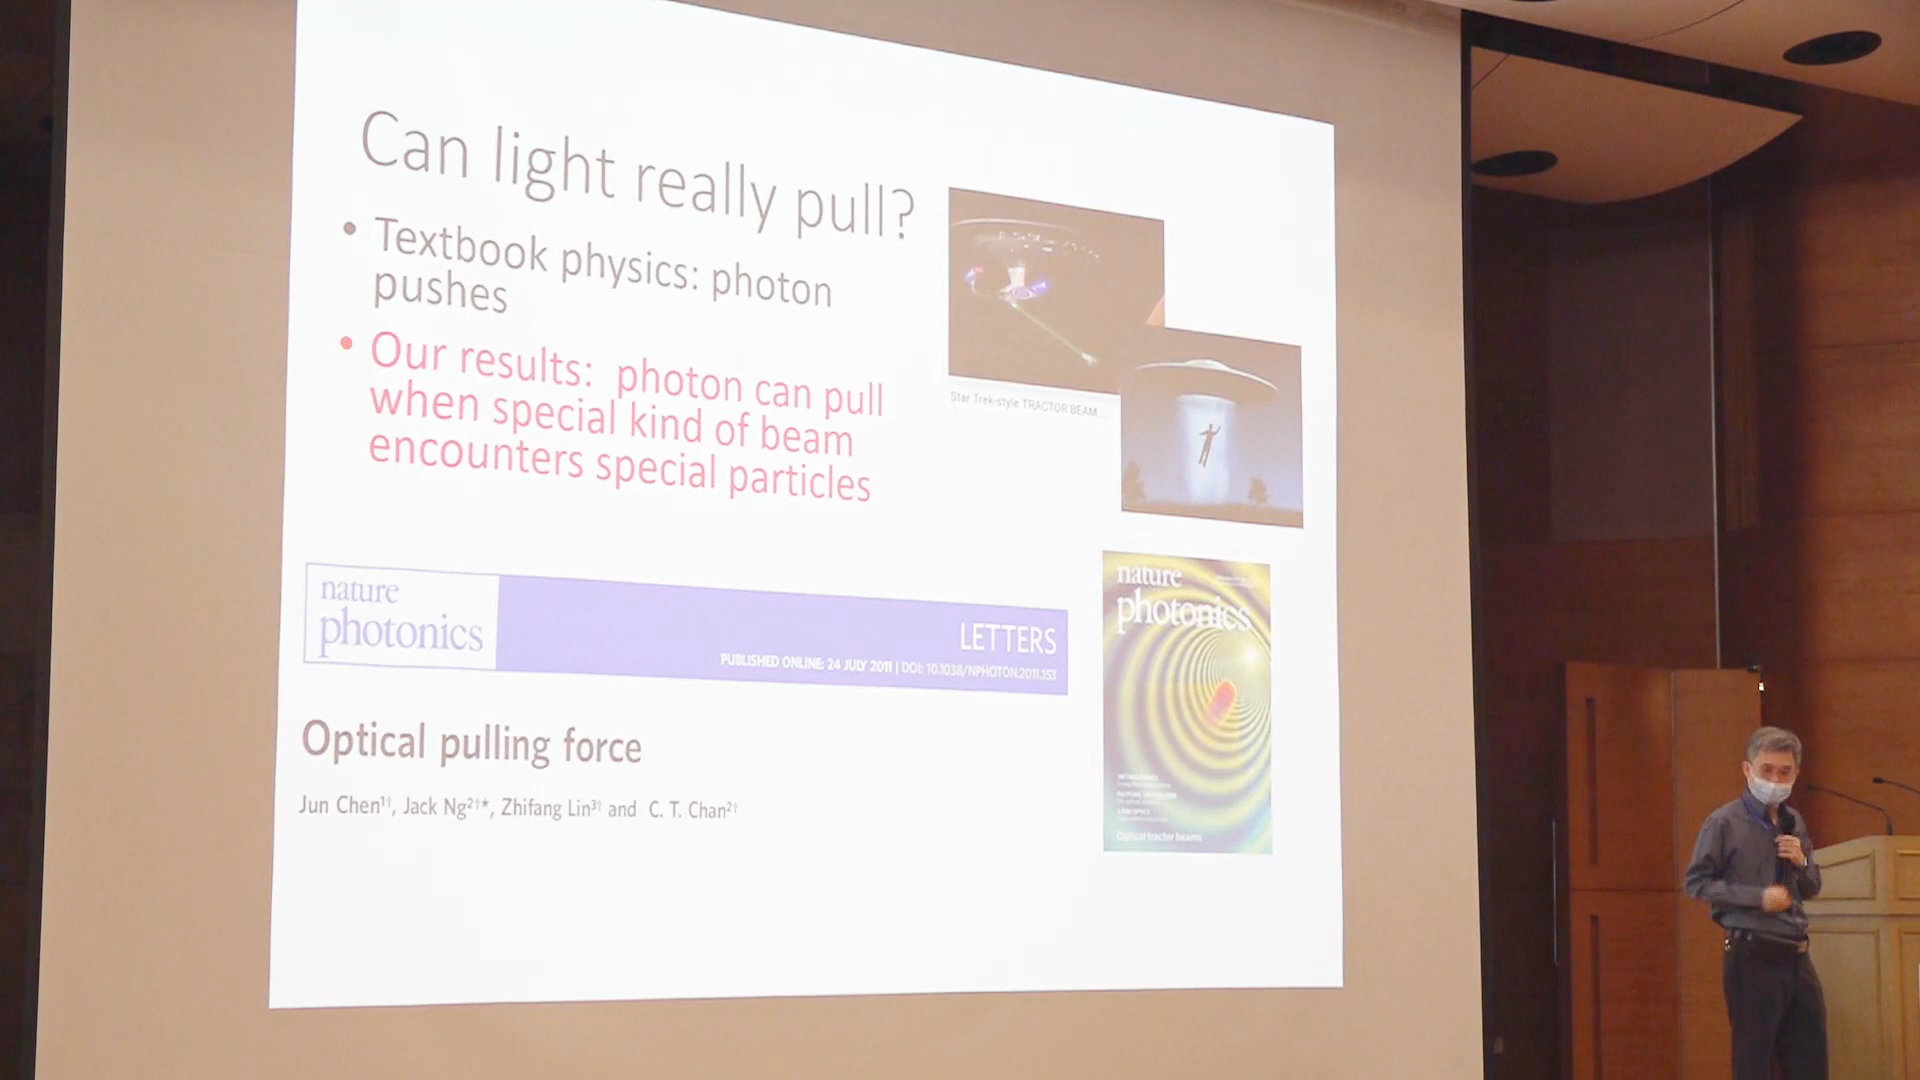 Can light really pull?
• Textbook physics: photon
pushes
• Our results: photon can pull
when special kind of beam
encounters special particles
Star Trek-style TRACTOR BEAM ...
nature
photonics
LETTERS
PUBLISHED ONLINE: 24 JULY 2011 | DOI: 10.1038/NPHOTON.2011.153
Optical pulling force
Jun Chen¹†, Jack Ng²†*, Zhifang Lin³† and C. T. Chan²†
nature
photonics
Optical tractor beams